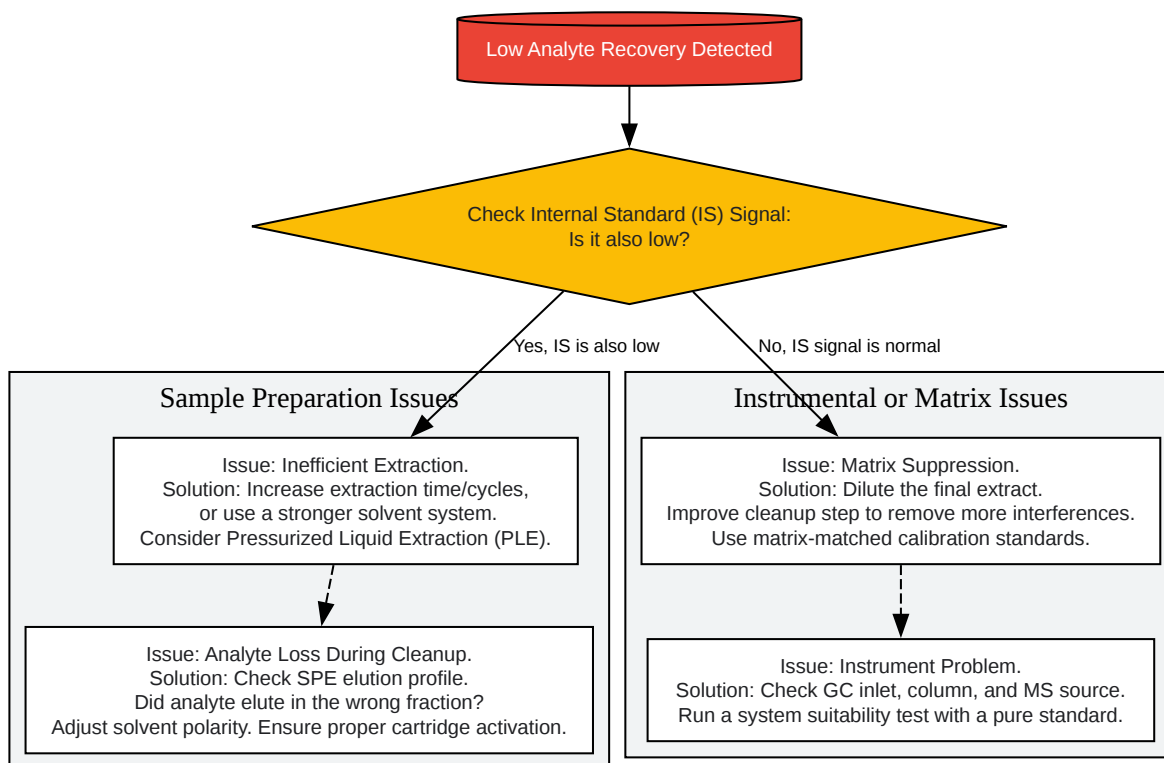 Low Analyte Recovery Detected
Check Internal Standard (IS) Signal:
Is it also low?
Yes, IS is also low
No, IS signal is normal
Sample Preparation Issues
Issue: Inefficient Extraction.
Solution: Increase extraction time/cycles,
or use a stronger solvent system.
Consider Pressurized Liquid Extraction (PLE).
Issue: Analyte Loss During Cleanup.
Solution: Check SPE elution profile.
Did analyte elute in the wrong fraction?
Adjust solvent polarity. Ensure proper cartridge activation.
Instrumental or Matrix Issues
Issue: Matrix Suppression.
Solution: Dilute the final extract.
Improve cleanup step to remove more interferences.
Use matrix-matched calibration standards.
Issue: Instrument Problem.
Solution: Check GC inlet, column, and MS source.
Run a system suitability test with a pure standard.